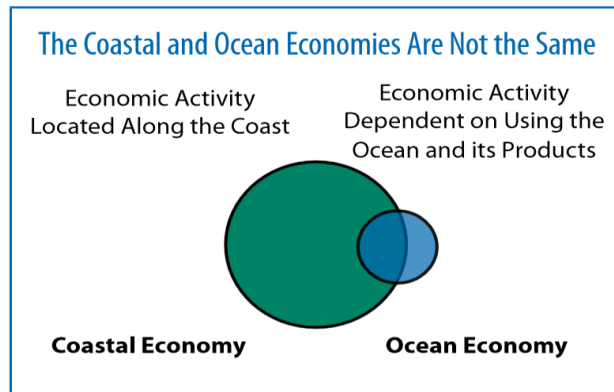 The Coastal and Ocean Economies Are Not the Same
Economic Activity
Located Along the Coast
Economic Activity
Dependent on Using the
Ocean and its Products
Coastal Economy
Ocean Economy